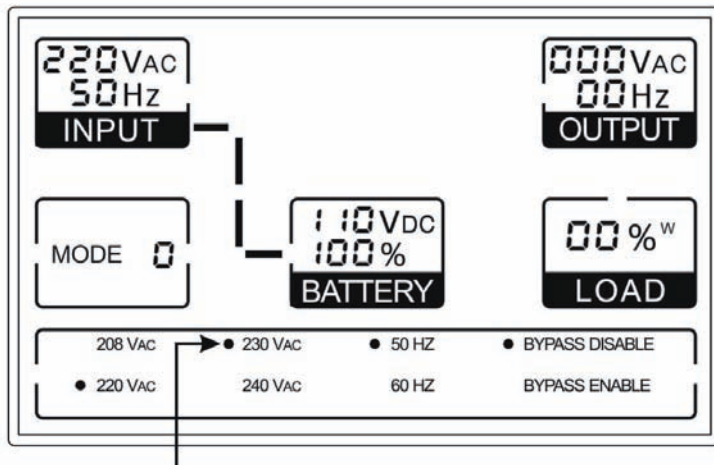 220VAC
50Hz
INPUT
000VAC
00Hz
OUTPUT
MODE 0
110VDC
100%
BATTERY
00%W
LOAD
208 VAC ● 230 VAC ● 50 HZ ● BYPASS DISABLE
● 220 VAC 240 VAC 60 HZ BYPASS ENABLE